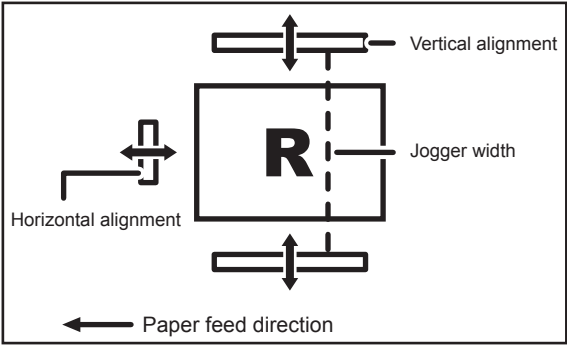 Vertical alignment
R
Jogger width
Horizontal alignment
Paper feed direction